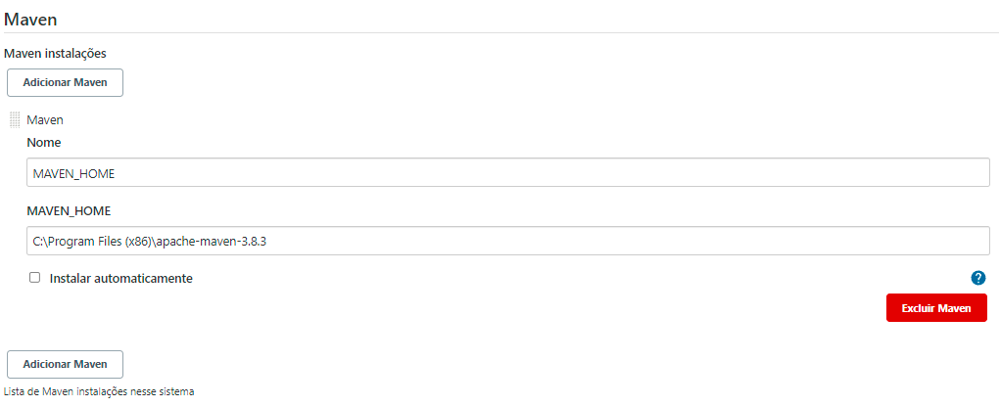 Maven
Maven instalações
Adicionar Maven
Maven
Nome
MAVEN_HOME
MAVEN_HOME
C:\Program Files (x86)\apache-maven-3.8.3
Instalar automaticamente
?
Excluir Maven
Adicionar Maven
Lista de Maven instalações nesse sistema